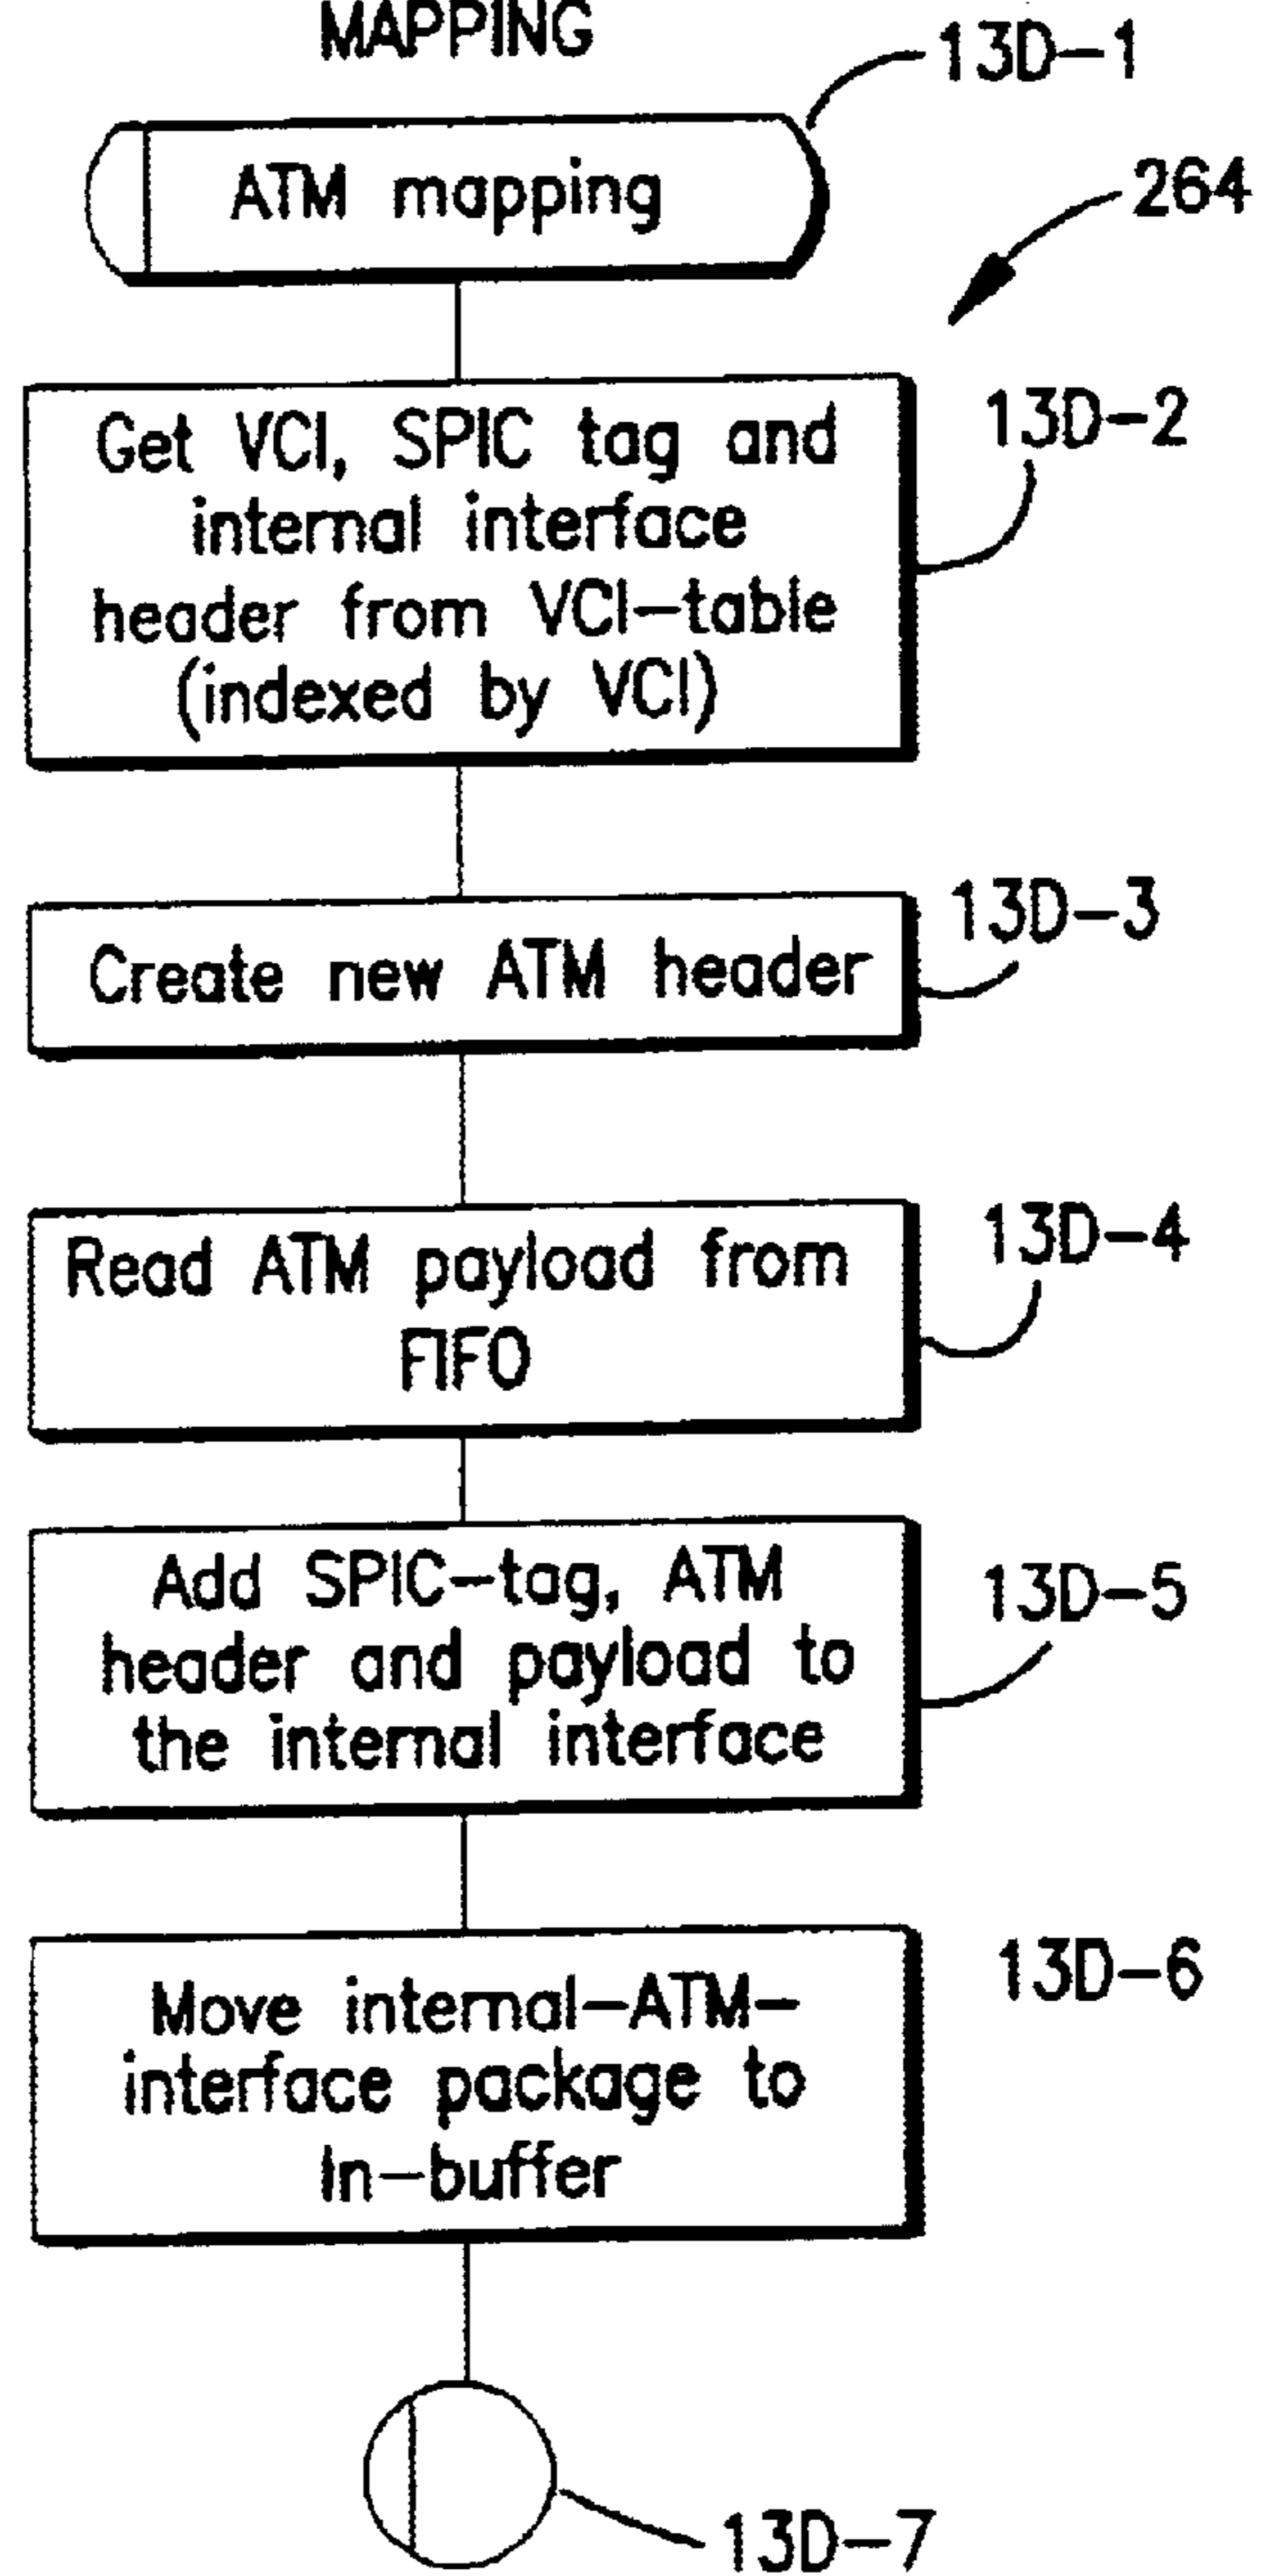 MAPPING
13D-1
ATM mapping
264
13D-2
Get VCI, SPIC tag and
internal interface
header from VCI-table
(indexed by VCI)
13D-3
Create new ATM header
13D-4
Read ATM payload from
FIFO
13D-5
Add SPIC-tag, ATM
header and payload to
the internal interface
13D-6
Move internal-ATM-
interface package to
In-buffer
13D-7